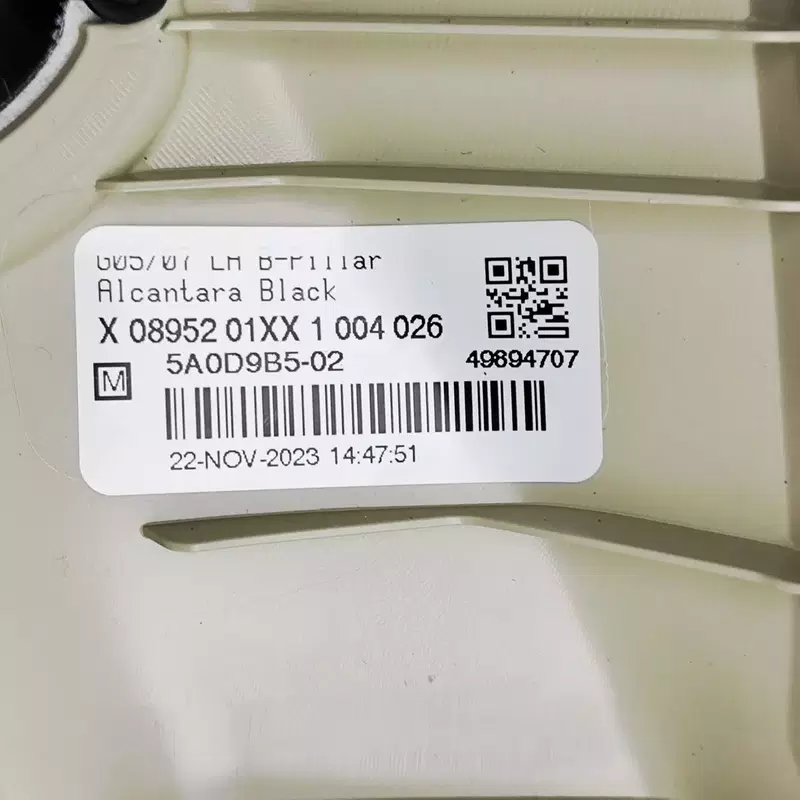 G05/07 LH B-Pillar
Alcantara Black
X 08952 01XX 1 004 026
M
5A0D9B5-02
49894707
22-NOV-2023 14:47:51